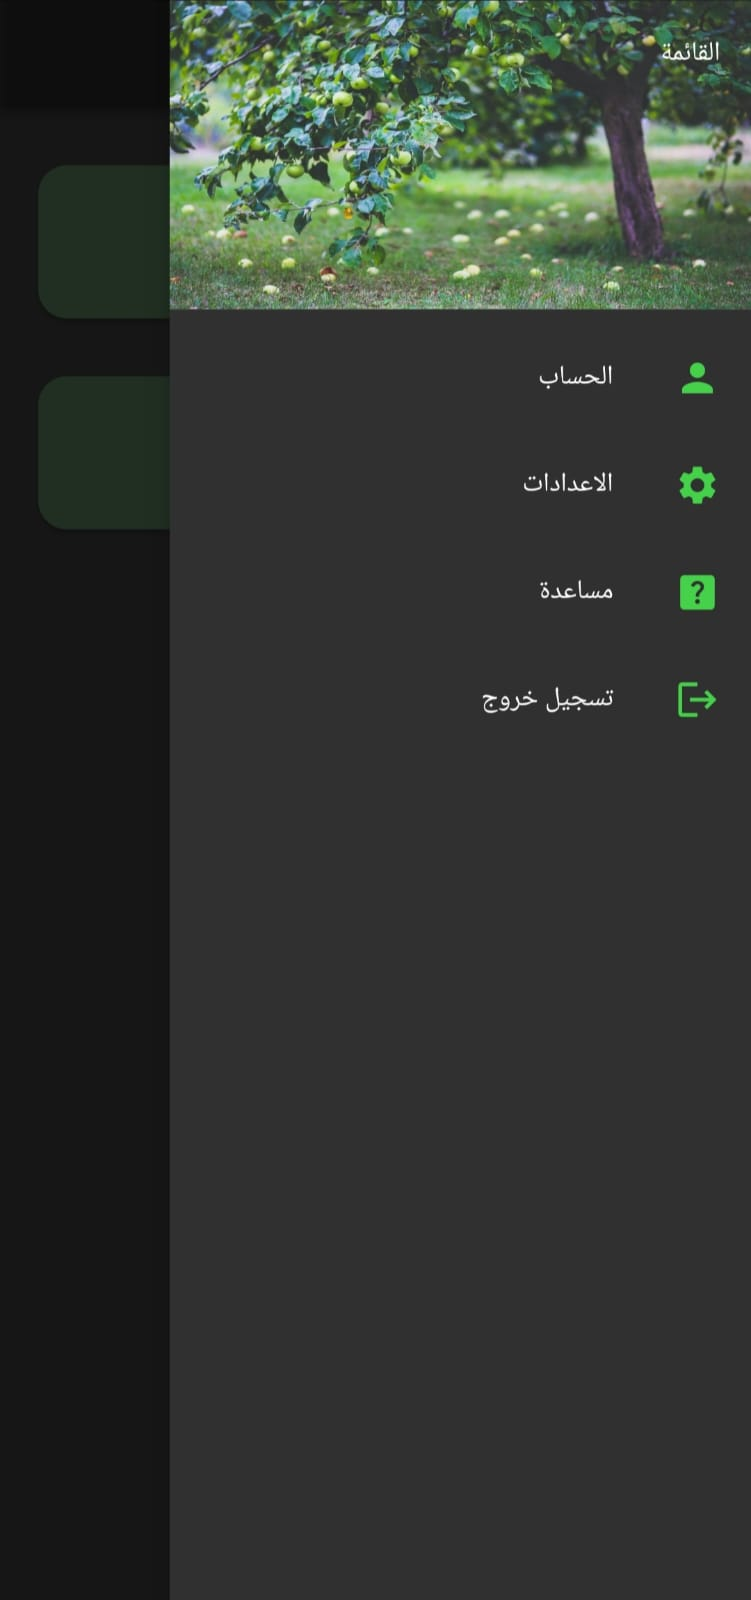 القائمة
الحساب
الاعدادات
مساعدة
تسجيل خروج